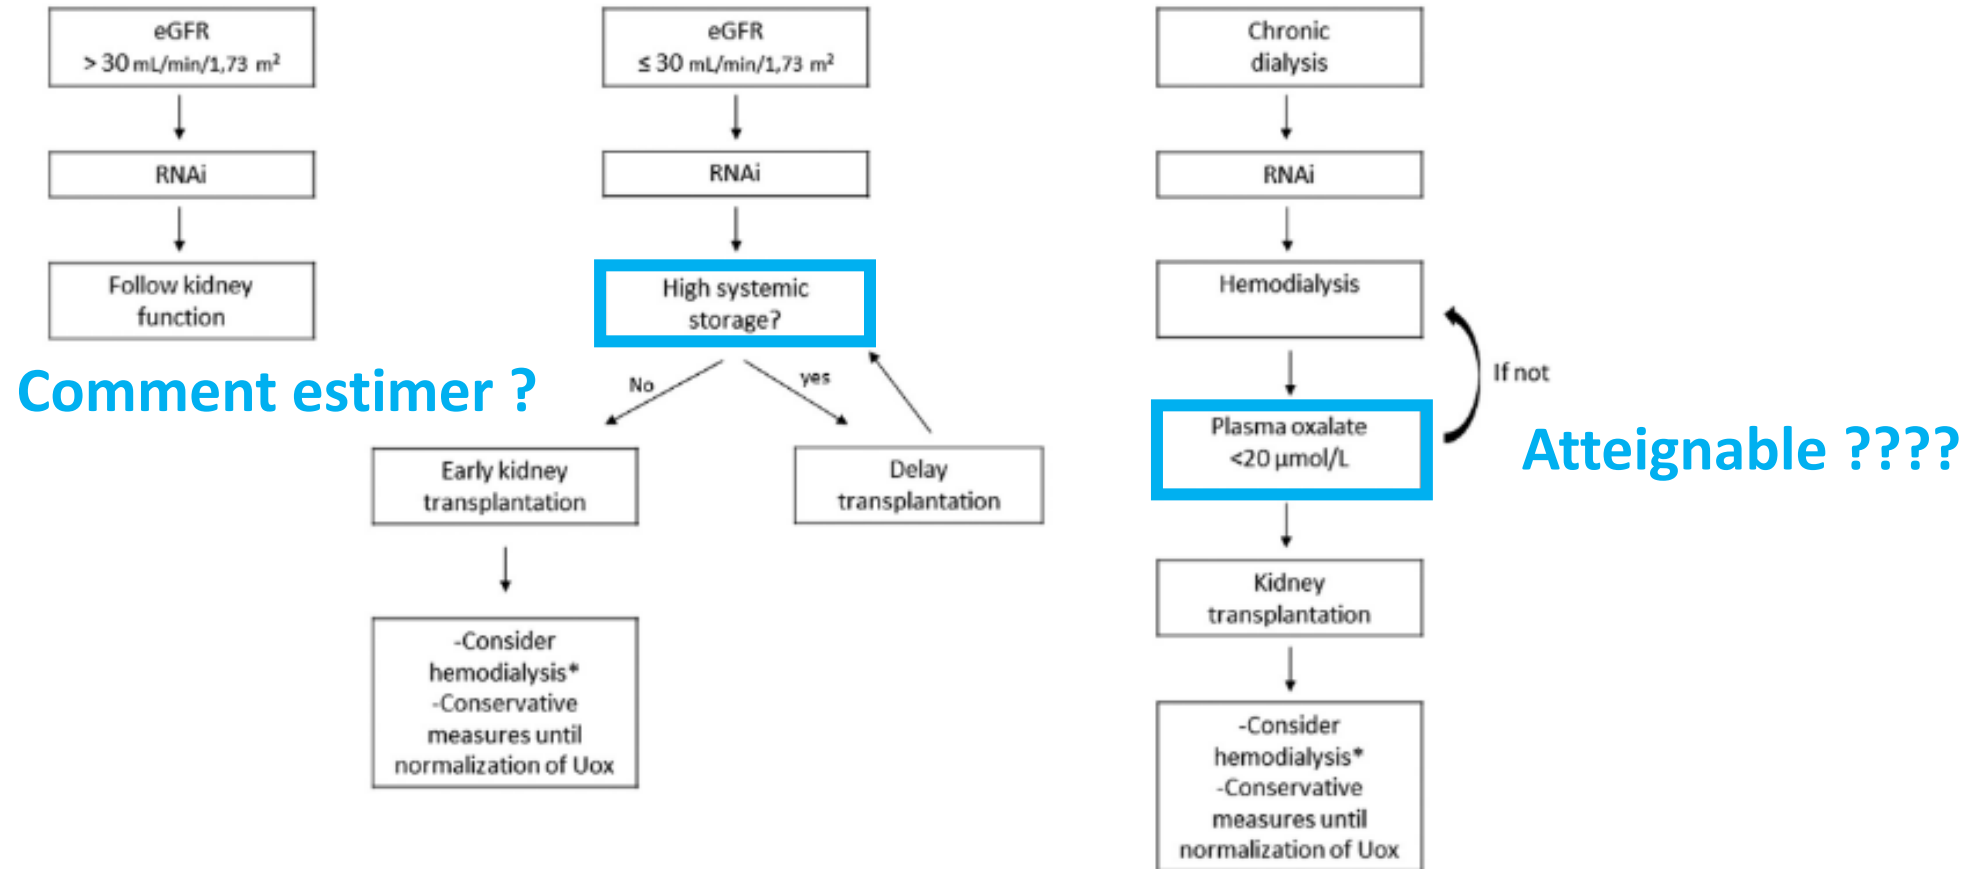 eGFR
> 30 mL/min/1,73 m²
RNAi
Follow kidney
function
Comment estimer ?
eGFR
≤ 30 mL/min/1,73 m²
RNAi
High systemic
storage?
No
yes
Early kidney
transplantation
Delay
transplantation
-Consider
hemodialysis*
-Conservative
measures until
normalization of Uox
Chronic
dialysis
RNAi
Hemodialysis
If not
Plasma oxalate
<20 µmol/L
Atteignable ????
Kidney
transplantation
-Consider
hemodialysis*
-Conservative
measures until
normalization of Uox